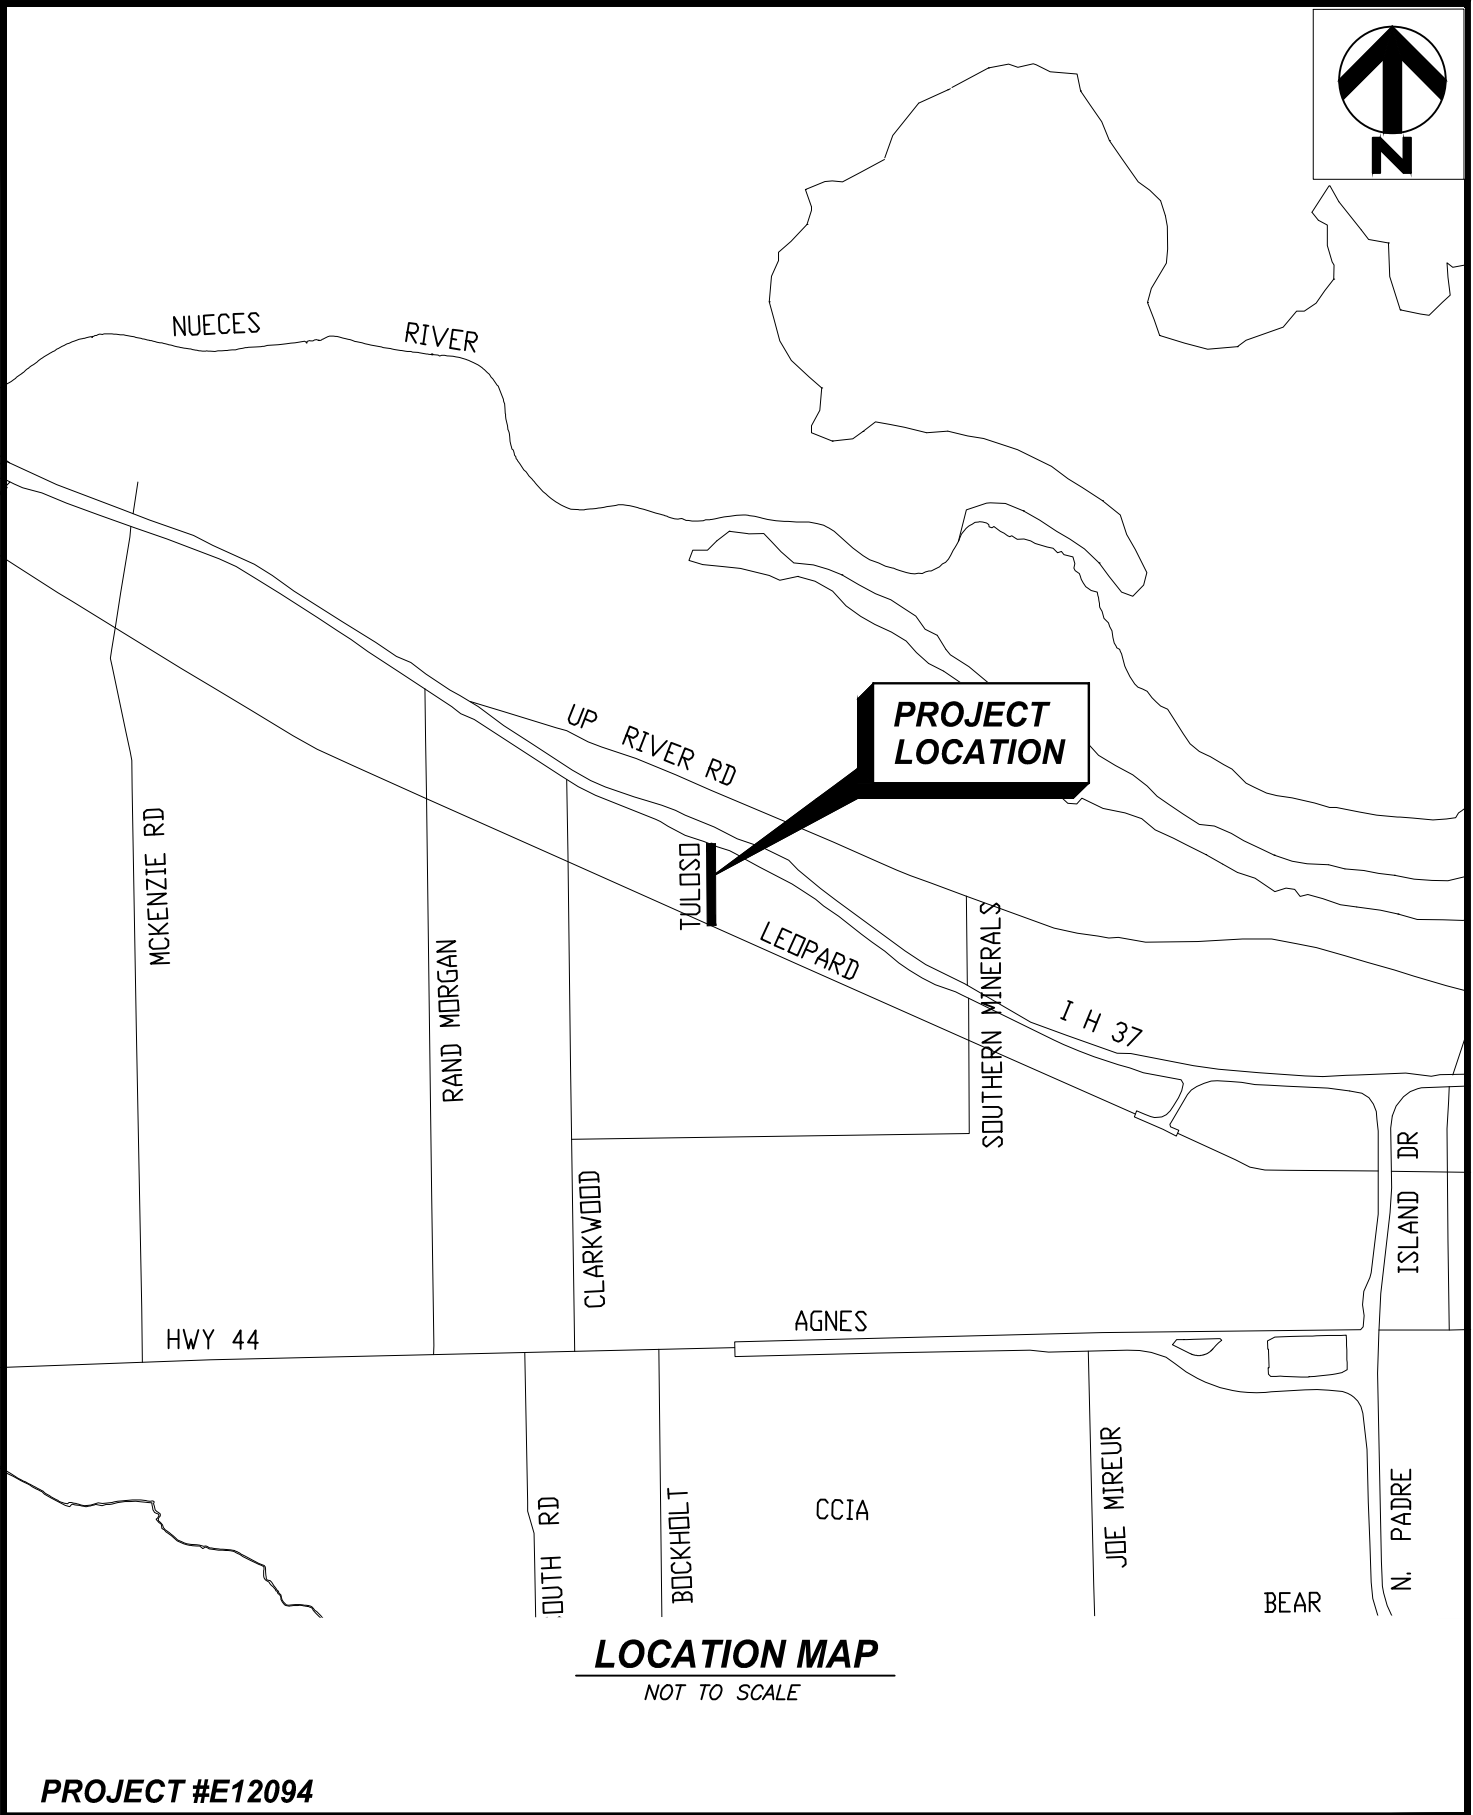 N
NUECES RIVER
PROJECT
LOCATION
UP RIVER RD
MCKENZIE RD
TULOSO
LEOPARD
RAND MORGAN
SOUTHERN MINERALS
I H 37
ISLAND DR
CLARKWOOD
AGNES
HWY 44
JOE MIREUR
N. PADRE
OUTH RD
BOCKHOLT
CCIA
BEAR
LOCATION MAP
NOT TO SCALE
PROJECT #E12094